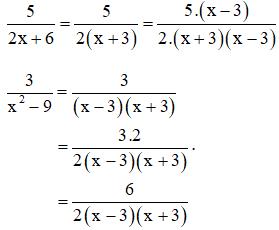 5/(2x+6) = 5/(2(x+3)) = 5.(x−3)/(2.(x+3)(x−3))
3/(x²−9) = 3/((x−3)(x+3))
= 3.2/(2(x−3)(x+3)) .
= 6/(2(x−3)(x+3))